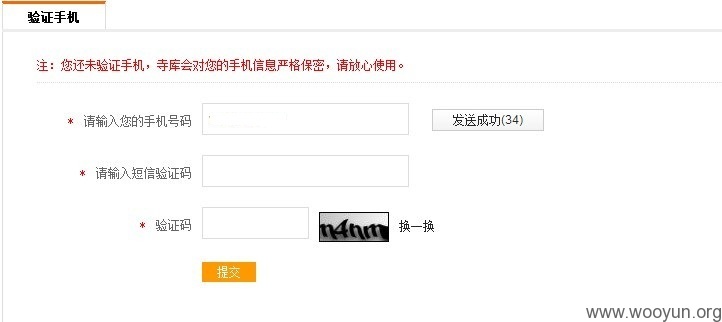 验证手机
注：您还未验证手机，寺库会对您的手机信息严格保密，请放心使用。
* 请输入您的手机号码 发送成功(34)
* 请输入短信验证码
* 验证码 n4nm 换一换
提交
www.wooyun.org